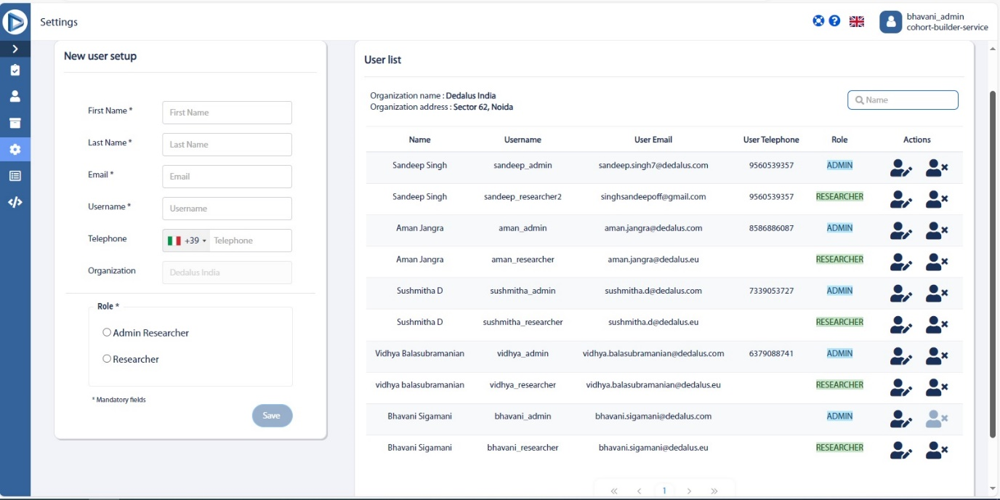 Settings
bhavani_admin
cohort-builder-service
New user setup
First Name *
First Name
Last Name *
Last Name
Email *
Email
Username *
Username
Telephone
+39
Telephone
Organization
Dedalus India
Role *
Admin Researcher
Researcher
* Mandatory fields
Save
User list
Organization name : Dedalus India
Organization address : Sector 62, Noida
Name
Name Username User Email User Telephone Role Actions
Sandeep Singh sandeep_admin sandeep.singh7@dedalus.com 9560539357 ADMIN
Sandeep Singh sandeep_researcher2 singhsandeepoff@gmail.com 9560539357 RESEARCHER
Aman Jangra aman_admin aman.jangra@dedalus.com 8586886087 ADMIN
Aman Jangra aman_researcher aman.jangra@dedalus.eu RESEARCHER
Sushmitha D sushmitha_admin sushmitha.d@dedalus.com 7339053727 ADMIN
Sushmitha D sushmitha_researcher sushmitha.d@dedalus.eu RESEARCHER
Vidhya Balasubramanian vidhya_admin vidhya.balasubramanian@dedalus.com 6379088741 ADMIN
vidhya balasubramanian vidhya_researcher vidhya.balasubramanian@dedalus.eu RESEARCHER
Bhavani Sigamani bhavani_admin bhavani.sigamani@dedalus.com ADMIN
Bhavani Sigamani bhavani_researcher bhavani.sigamani@dedalus.eu RESEARCHER
« < 1 > »